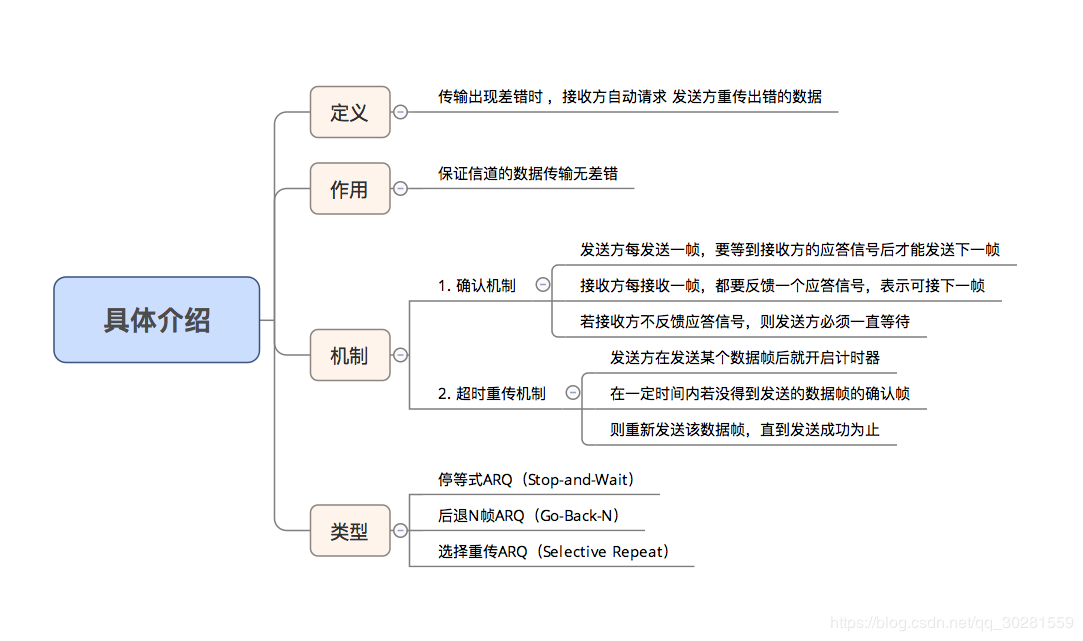 具体介绍
定义
传输出现差错时，接收方自动请求 发送方重传出错的数据
作用
保证信道的数据传输无差错
机制
1. 确认机制
发送方每发送一帧，要等到接收方的应答信号后才能发送下一帧
接收方每接收一帧，都要反馈一个应答信号，表示可接下一帧
若接收方不反馈应答信号，则发送方必须一直等待
2. 超时重传机制
发送方在发送某个数据帧后就开启计时器
在一定时间内若没得到发送的数据帧的确认帧
则重新发送该数据帧，直到发送成功为止
类型
停等式ARQ（Stop-and-Wait）
后退N帧ARQ（Go-Back-N）
选择重传ARQ（Selective Repeat）
https://blog.csdn.net/qq_30281559